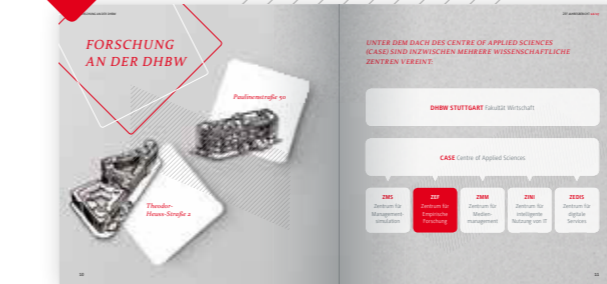 FORSCHUNG
AN DER DHBW
Paulinenstraße 50
Theodor-
Heuss-Straße 2
UNTER DEM DACH DES CENTRE OF APPLIED SCIENCES
(CASE) SIND INZWISCHEN MEHRERE WISSENSCHAFTLICHE
ZENTREN VEREINT:
DHBW STUTTGART Fakultät Wirtschaft
CASE Centre of Applied Sciences
ZMS
Zentrum für
Management-
simulation
ZEF
Zentrum für
Empirische
Forschung
ZMM
Zentrum für
Medien-
management
ZINI
Zentrum für
intelligente
Nutzung von IT
ZEDIS
Zentrum für
digitale
Services